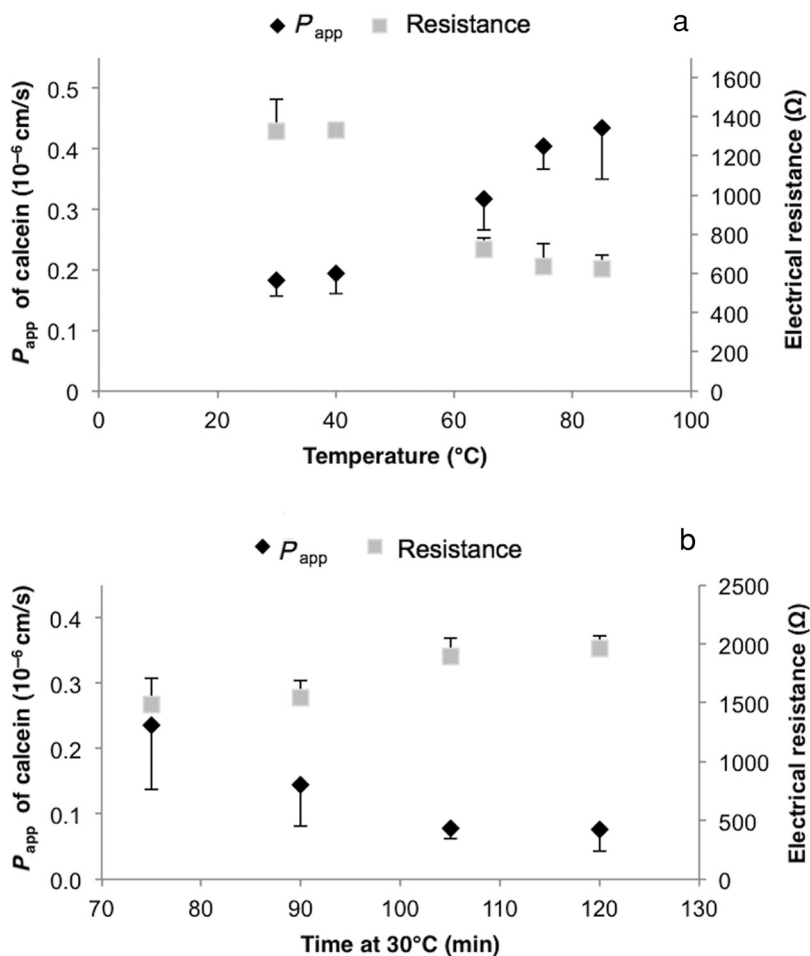 Papp Resistance a
Papp of calcein (10⁻⁶ cm/s)
0.5
0.4
0.3
0.2
0.1
0
1600
1400
1200
1000
800
600
400
200
0
Electrical resistance (Ω)
0 20 40 60 80 100
Temperature (°C)
Papp Resistance b
Papp of calcein (10⁻⁶ cm/s)
0.4
0.3
0.2
0.1
0.0
2500
2000
1500
1000
500
0
Electrical resistance (Ω)
70 80 90 100 110 120 130
Time at 30°C (min)